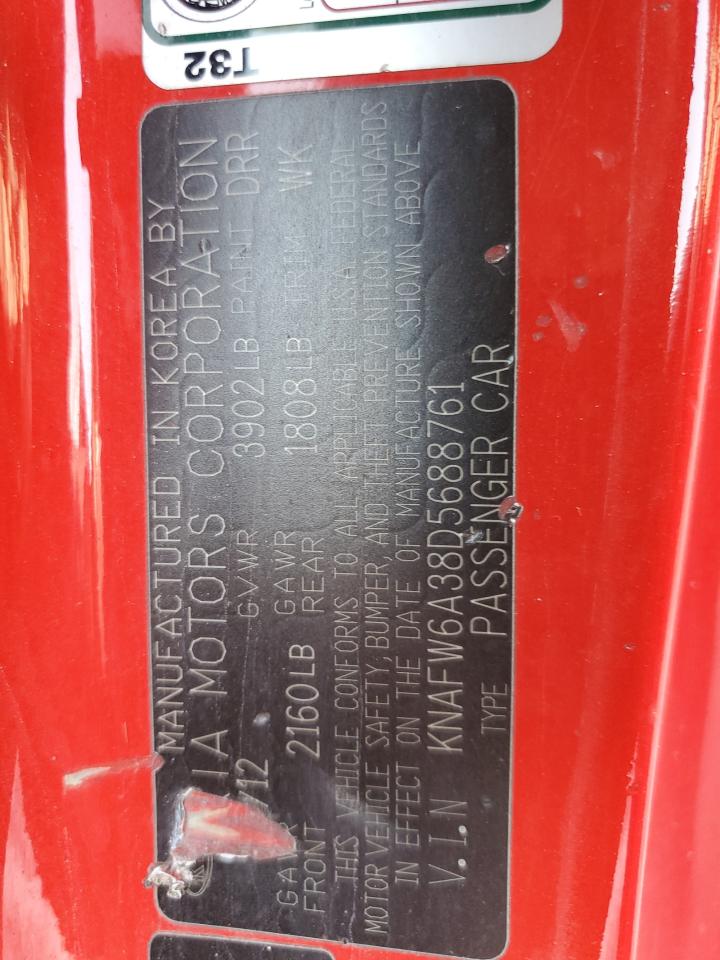 T32
MANUFACTURED IN KOREA BY
IA MOTORS CORPORATION
/12 GVWR 3902LB PAINT DRR
GAWR FRONT 2160LB GAWR REAR 1808LB TRIM WK
THIS VEHICLE CONFORMS TO ALL APPLICABLE U.S.A. FEDERAL
MOTOR VEHICLE SAFETY, BUMPER, AND THEFT PREVENTION STANDARDS
IN EFFECT ON THE DATE OF MANUFACTURE SHOWN ABOVE
V.I.N KNAFW6A38D5688761
TYPE PASSENGER CAR